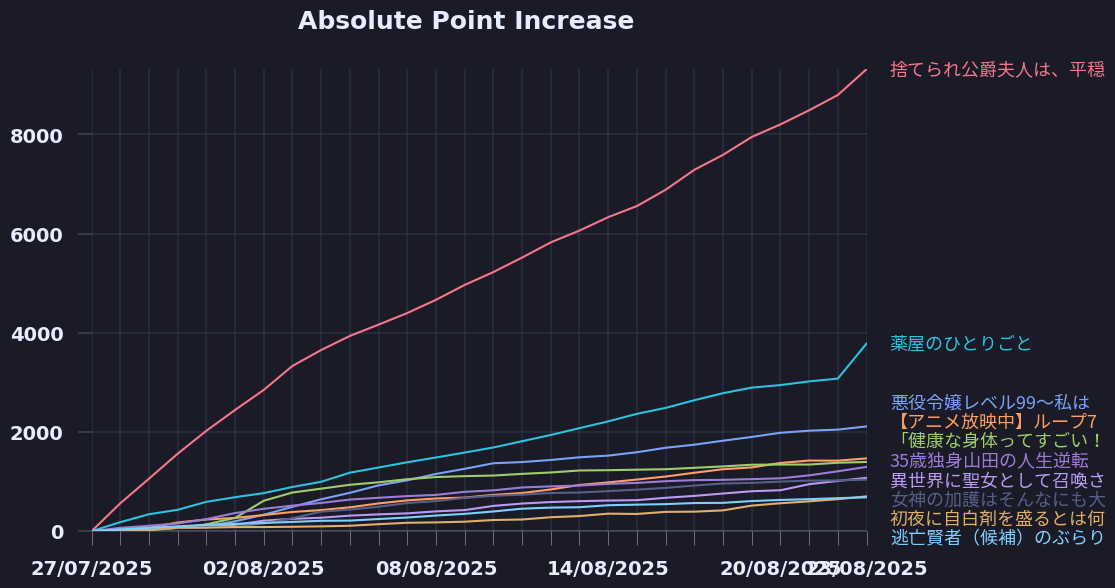 Absolute Point Increase
捨てられ公爵夫人は、平穏
8000
6000
4000
薬屋のひとりごと
悪役令嬢レベル99～私は
2000
【アニメ放映中】ループ7
「健康な身体ってすごい！
35歳独身山田の人生逆転
異世界に聖女として召喚さ
女神の加護はそんなにも大
初夜に自白剤を盛るとは何
0
逃亡賢者（候補）のぶらり
27/07/2025
02/08/2025
08/08/2025
14/08/2025
20/08/2025
23/08/2025